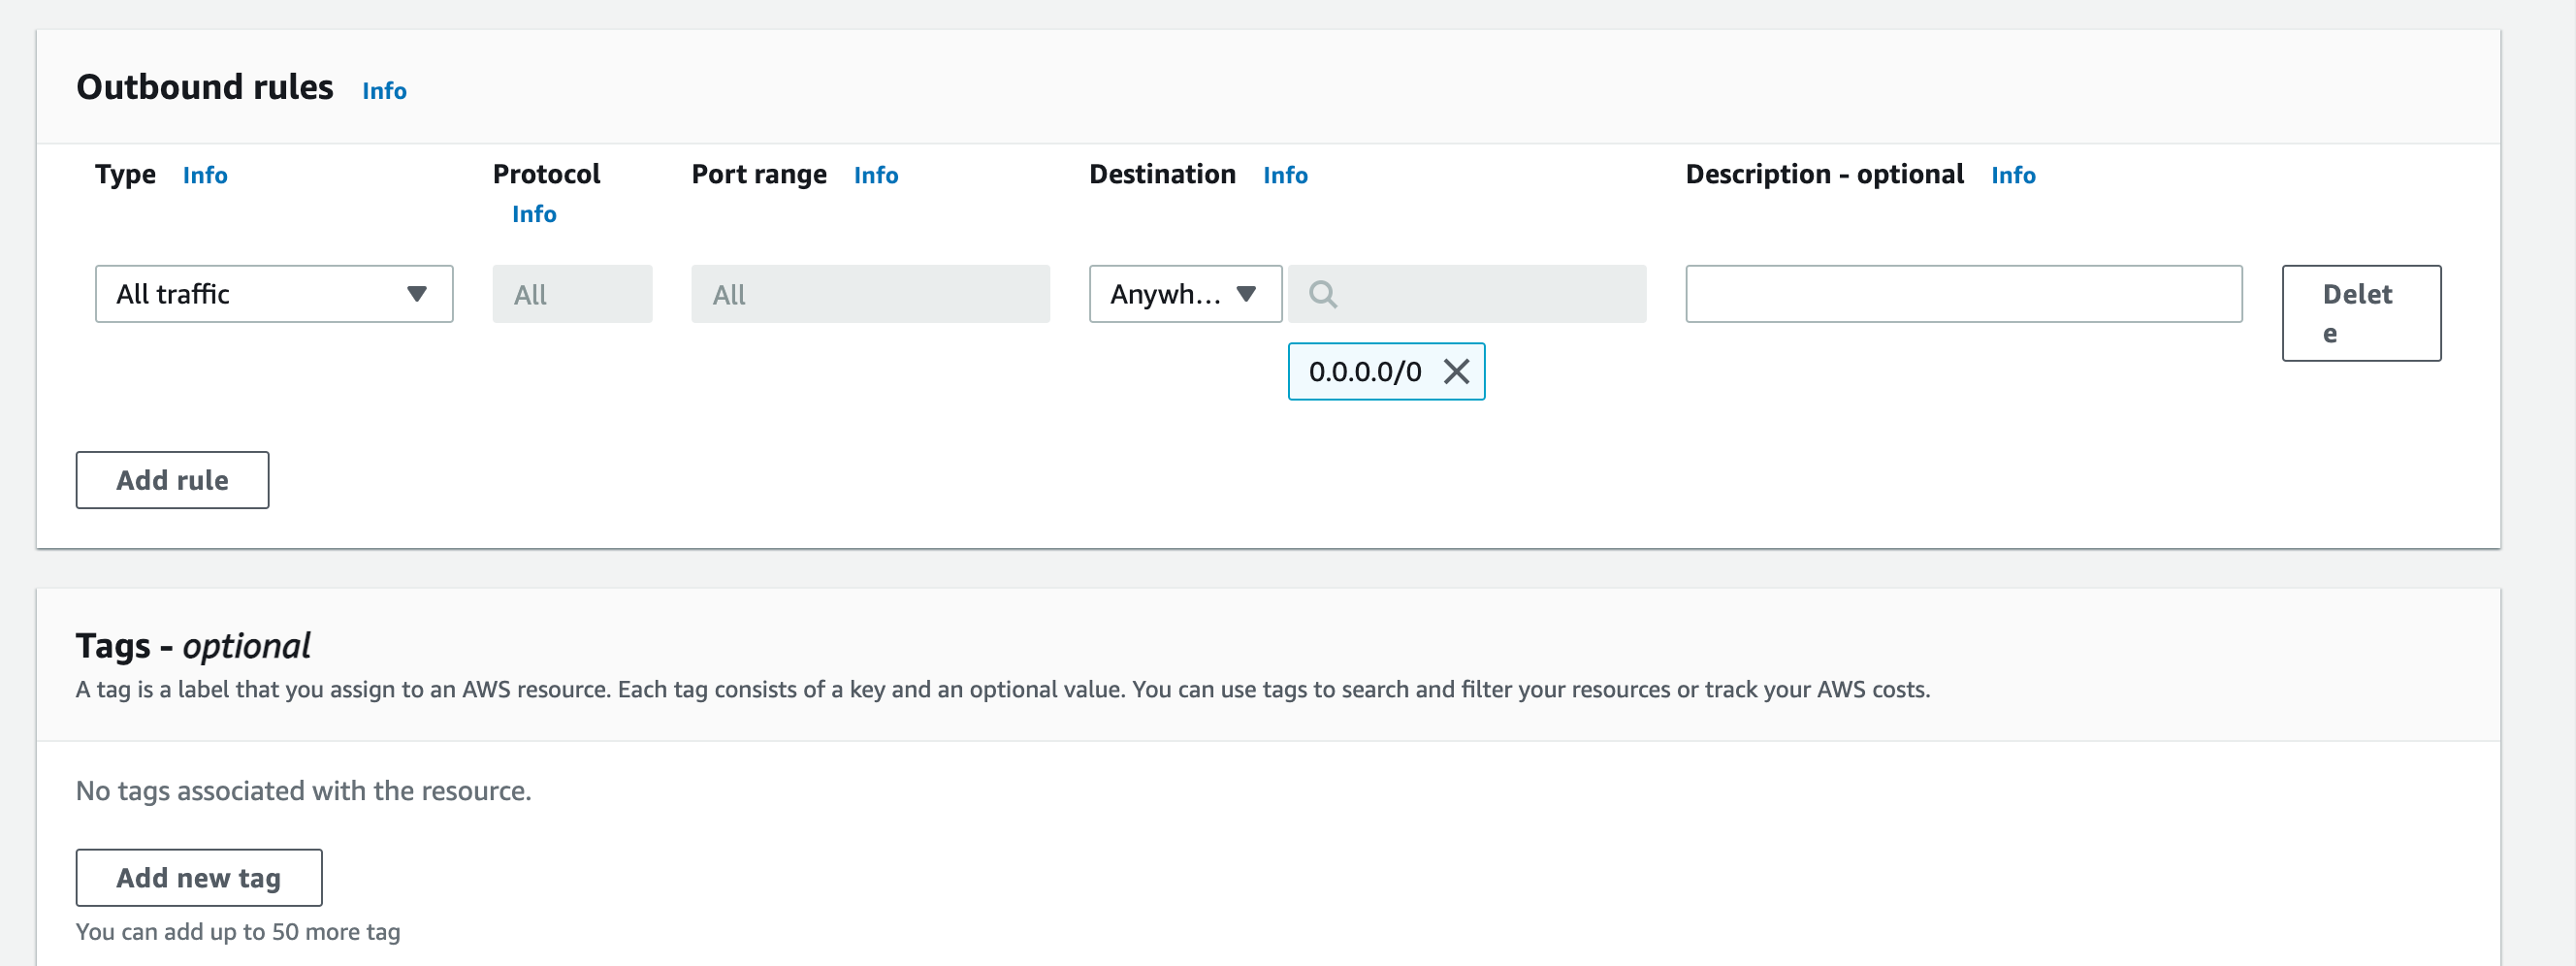 Outbound rules Info
Type Info Protocol Info Port range Info Destination Info Description - optional Info
All traffic All All Anywh... Delete
0.0.0.0/0
Add rule
Tags - optional
A tag is a label that you assign to an AWS resource. Each tag consists of a key and an optional value. You can use tags to search and filter your resources or track your AWS costs.
No tags associated with the resource.
Add new tag
You can add up to 50 more tag